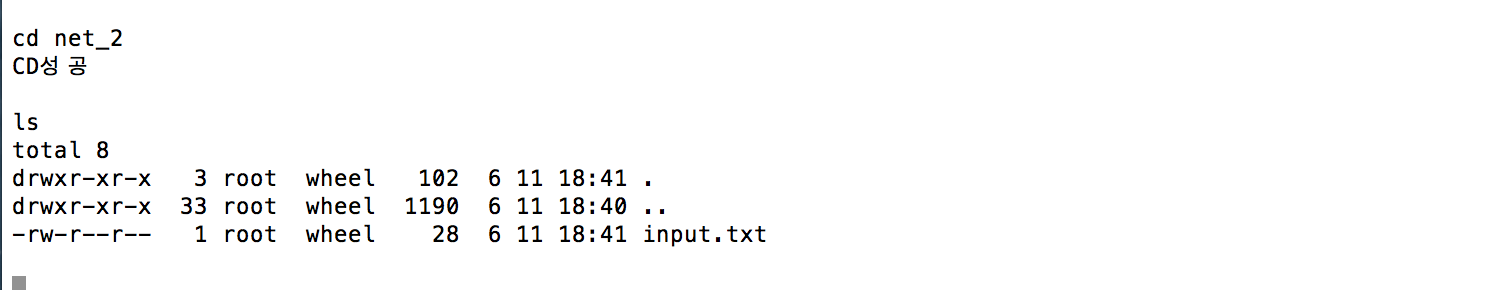 cd net_2
CD성 공
ls
total 8
drwxr-xr-x   3 root  wheel   102  6 11 18:41 .
drwxr-xr-x  33 root  wheel  1190  6 11 18:40 ..
-rw-r--r--   1 root  wheel    28  6 11 18:41 input.txt